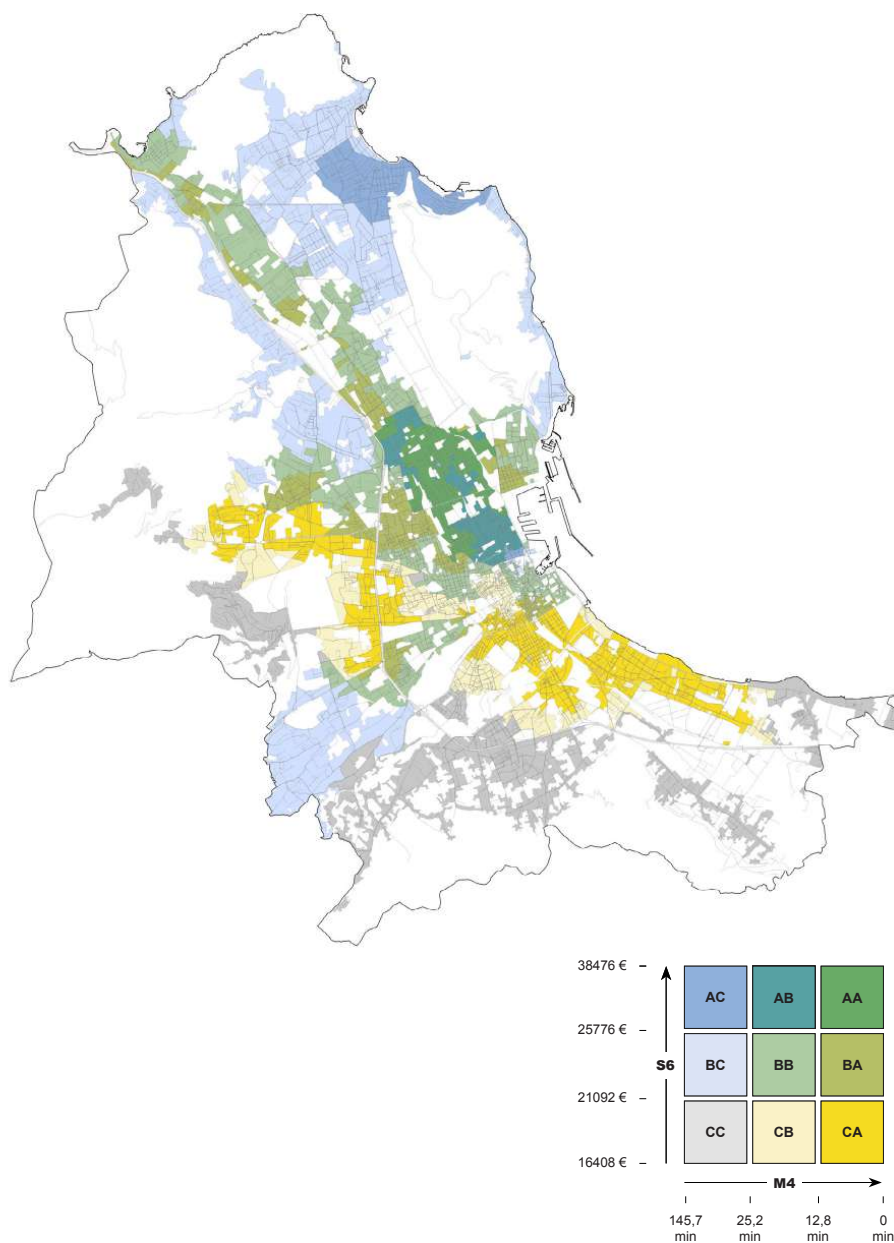 38476 €
AC AB AA
25776 €
S6 BC BB BA
21092 €
CC CB CA
16408 €
M4
145,7 25,2 12,8 0
min min min min